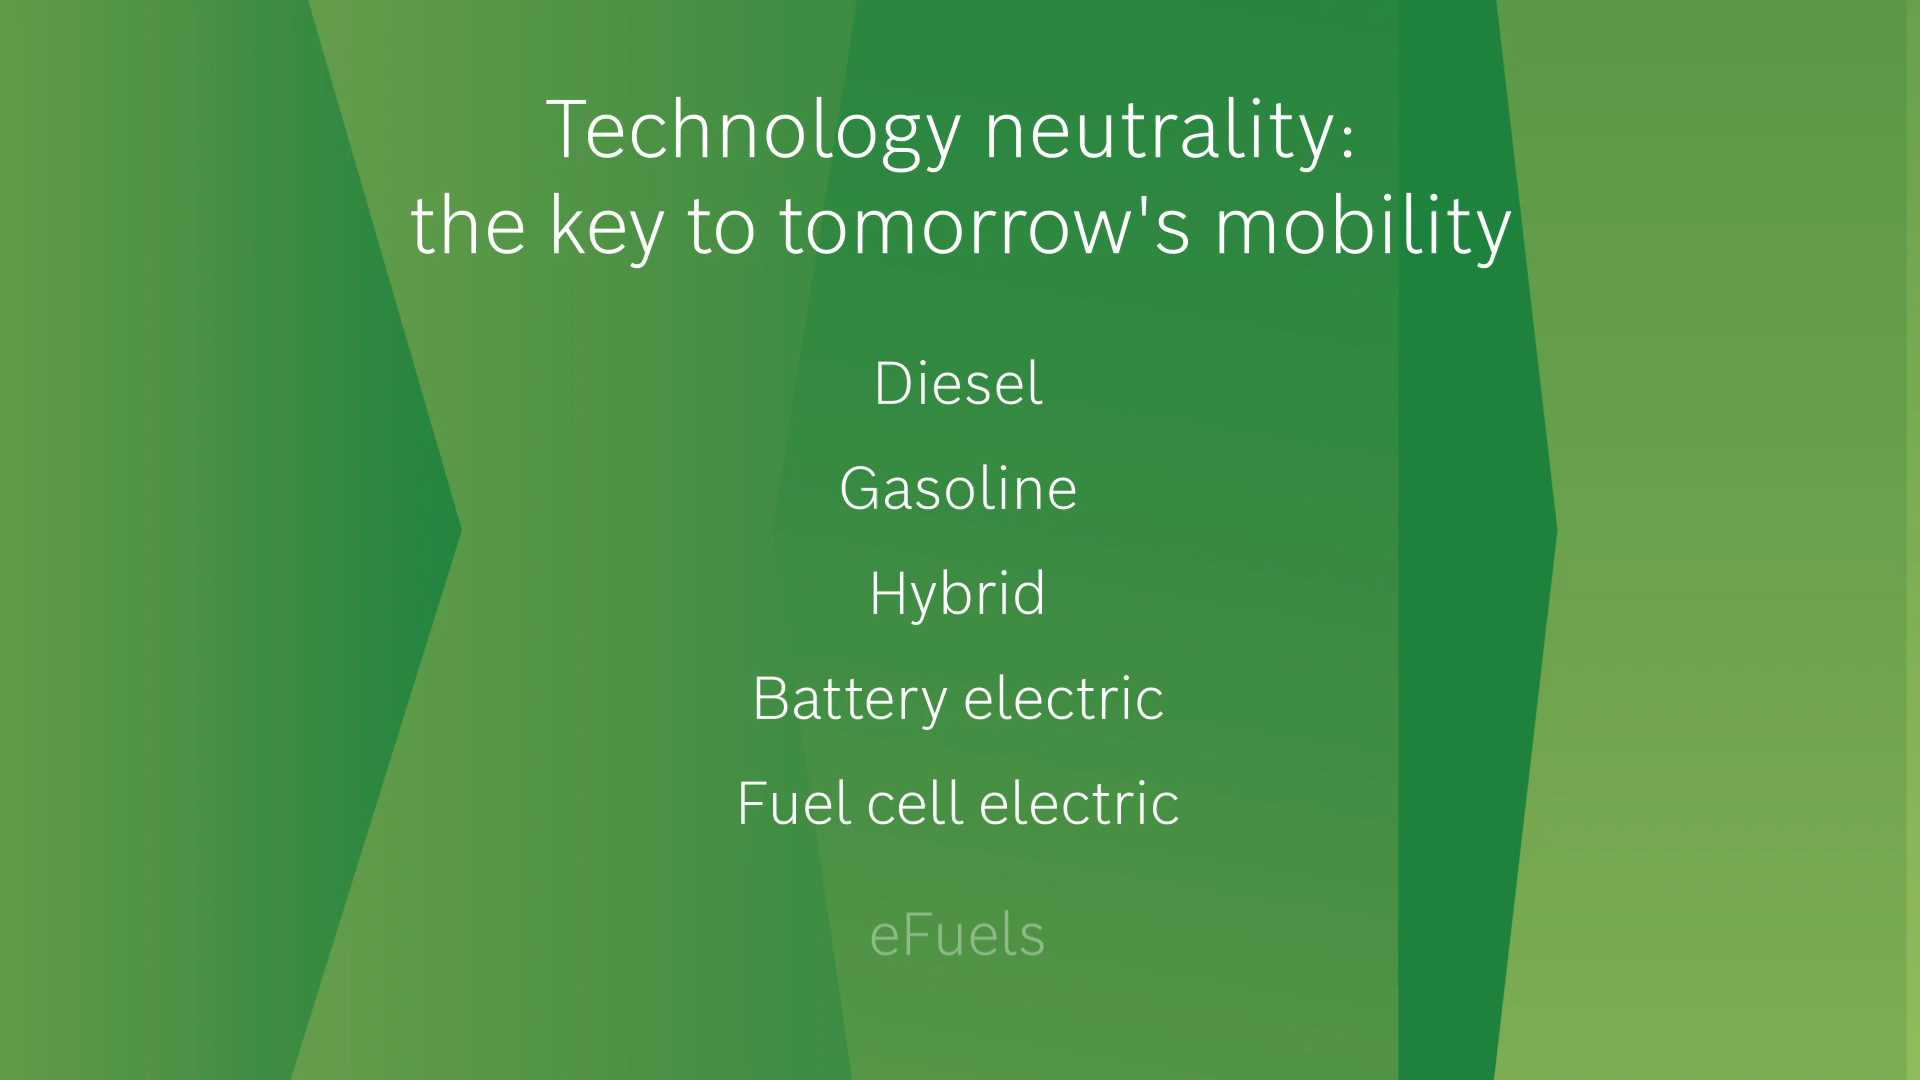 Technology neutrality:
the key to tomorrow's mobility
Diesel
Gasoline
Hybrid
Battery electric
Fuel cell electric
eFuels